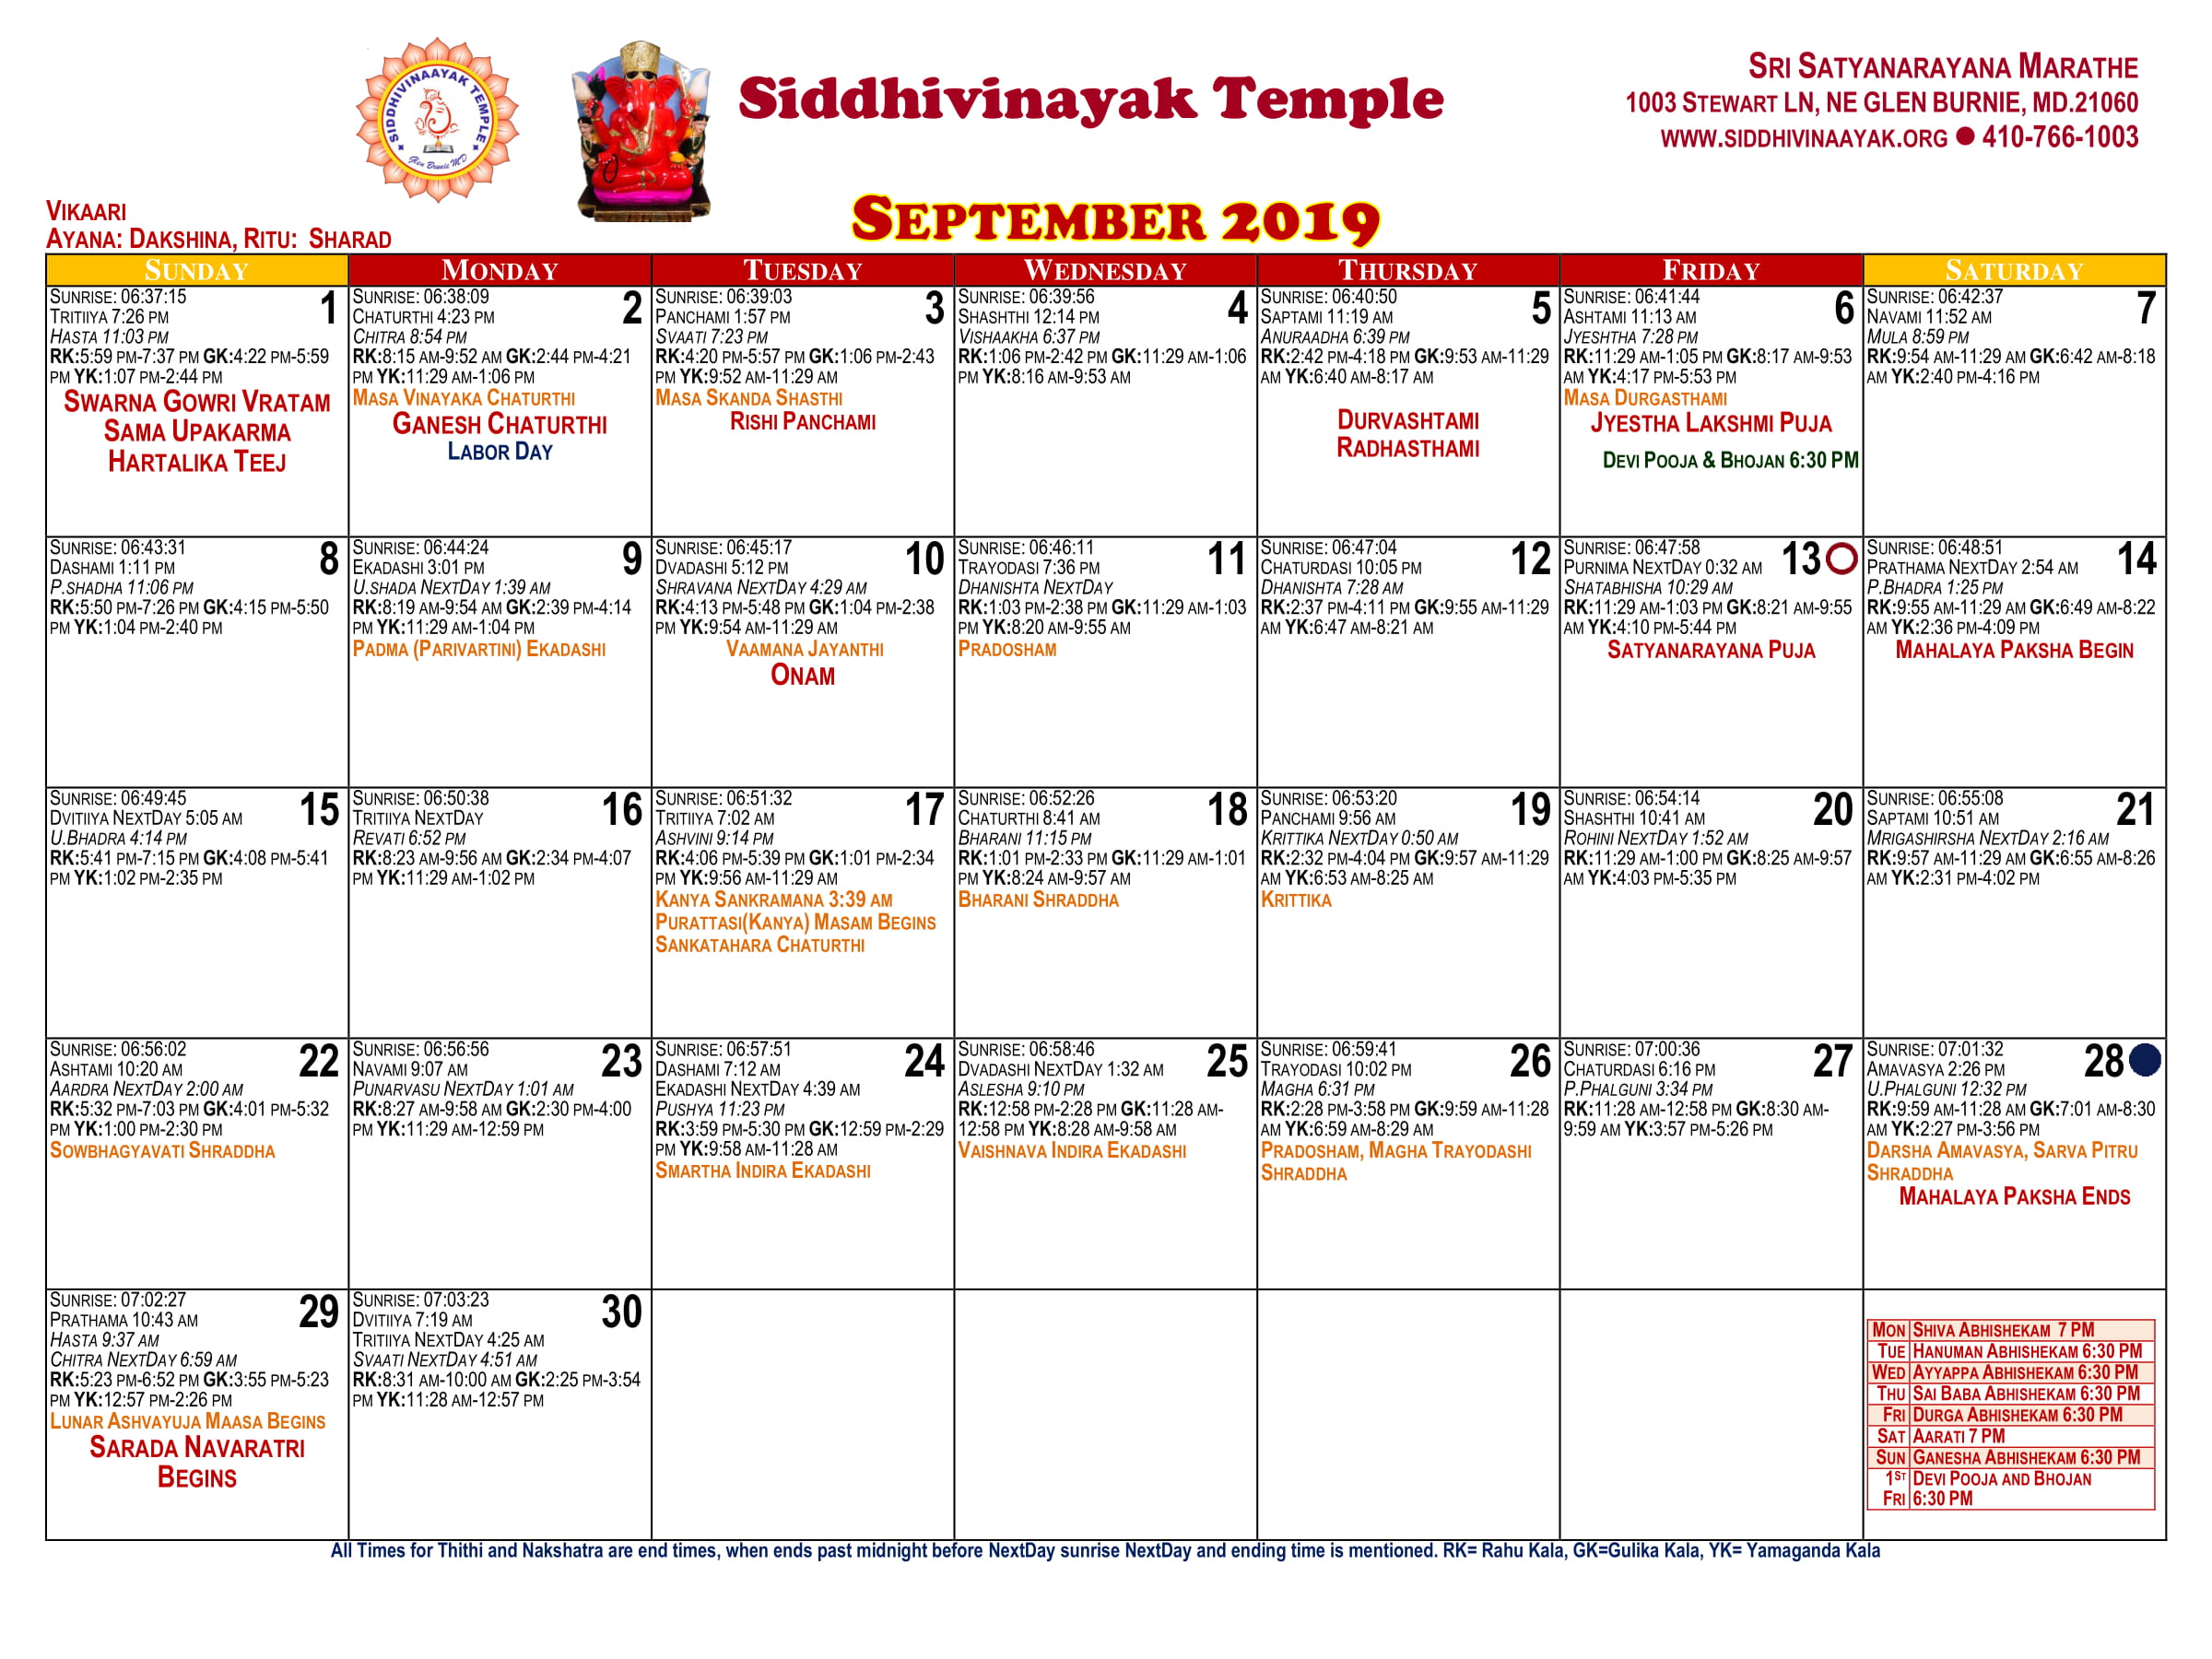 SIDDHIVINAAYAK TEMPLE
Glen Burnie MD
Siddhivinayak Temple
SRI SATYANARAYANA MARATHE
1003 STEWART LN, NE GLEN BURNIE, MD.21060
WWW.SIDDHIVINAAYAK.ORG ● 410-766-1003
VIKAARI
AYANA: DAKSHINA, RITU: SHARAD
SEPTEMBER 2019
SUNDAY MONDAY TUESDAY WEDNESDAY THURSDAY FRIDAY SATURDAY
SUNRISE: 06:37:15 1
TRITIIYA 7:26 PM
HASTA 11:03 PM
RK:5:59 PM-7:37 PM GK:4:22 PM-5:59
PM YK:1:07 PM-2:44 PM
SWARNA GOWRI VRATAM
SAMA UPAKARMA
HARTALIKA TEEJ
SUNRISE: 06:38:09 2
CHATURTHI 4:23 PM
CHITRA 8:54 PM
RK:8:15 AM-9:52 AM GK:2:44 PM-4:21
PM YK:11:29 AM-1:06 PM
MASA VINAYAKA CHATURTHI
GANESH CHATURTHI
LABOR DAY
SUNRISE: 06:39:03 3
PANCHAMI 1:57 PM
SVAATI 7:23 PM
RK:4:20 PM-5:57 PM GK:1:06 PM-2:43
PM YK:9:52 AM-11:29 AM
MASA SKANDA SHASTHI
RISHI PANCHAMI
SUNRISE: 06:39:56 4
SHASHTHI 12:14 PM
VISHAAKHA 6:37 PM
RK:1:06 PM-2:42 PM GK:11:29 AM-1:06
PM YK:8:16 AM-9:53 AM
SUNRISE: 06:40:50 5
SAPTAMI 11:19 AM
ANURAADHA 6:39 PM
RK:2:42 PM-4:18 PM GK:9:53 AM-11:29
AM YK:6:40 AM-8:17 AM
DURVASHTAMI
RADHASTHAMI
SUNRISE: 06:41:44 6
ASHTAMI 11:13 AM
JYESHTHA 7:28 PM
RK:11:29 AM-1:05 PM GK:8:17 AM-9:53
AM YK:4:17 PM-5:53 PM
MASA DURGASTHAMI
JYESTHA LAKSHMI PUJA
DEVI POOJA & BHOJAN 6:30 PM
SUNRISE: 06:42:37 7
NAVAMI 11:52 AM
MULA 8:59 PM
RK:9:54 AM-11:29 AM GK:6:42 AM-8:18
AM YK:2:40 PM-4:16 PM
SUNRISE: 06:43:31 8
DASHAMI 1:11 PM
P.SHADHA 11:06 PM
RK:5:50 PM-7:26 PM GK:4:15 PM-5:50
PM YK:1:04 PM-2:40 PM
SUNRISE: 06:44:24 9
EKADASHI 3:01 PM
U.SHADA NEXTDAY 1:39 AM
RK:8:19 AM-9:54 AM GK:2:39 PM-4:14
PM YK:11:29 AM-1:04 PM
PADMA (PARIVARTINI) EKADASHI
SUNRISE: 06:45:17 10
DVADASHI 5:12 PM
SHRAVANA NEXTDAY 4:29 AM
RK:4:13 PM-5:48 PM GK:1:04 PM-2:38
PM YK:9:54 AM-11:29 AM
VAAMANA JAYANTHI
ONAM
SUNRISE: 06:46:11 11
TRAYODASI 7:36 PM
DHANISHTA NEXTDAY
RK:1:03 PM-2:38 PM GK:11:29 AM-1:03
PM YK:8:20 AM-9:55 AM
PRADOSHAM
SUNRISE: 06:47:04 12
CHATURDASI 10:05 PM
DHANISHTA 7:28 AM
RK:2:37 PM-4:11 PM GK:9:55 AM-11:29
AM YK:6:47 AM-8:21 AM
SUNRISE: 06:47:58 13
PURNIMA NEXTDAY 0:32 AM
SHATABHISHA 10:29 AM
RK:11:29 AM-1:03 PM GK:8:21 AM-9:55
AM YK:4:10 PM-5:44 PM
SATYANARAYANA PUJA
SUNRISE: 06:48:51 14
PRATHAMA NEXTDAY 2:54 AM
P.BHADRA 1:25 PM
RK:9:55 AM-11:29 AM GK:6:49 AM-8:22
AM YK:2:36 PM-4:09 PM
MAHALAYA PAKSHA BEGIN
SUNRISE: 06:49:45 15
DVITIIYA NEXTDAY 5:05 AM
U.BHADRA 4:14 PM
RK:5:41 PM-7:15 PM GK:4:08 PM-5:41
PM YK:1:02 PM-2:35 PM
SUNRISE: 06:50:38 16
TRITIIYA NEXTDAY
REVATI 6:52 PM
RK:8:23 AM-9:56 AM GK:2:34 PM-4:07
PM YK:11:29 AM-1:02 PM
SUNRISE: 06:51:32 17
TRITIIYA 7:02 AM
ASHVINI 9:14 PM
RK:4:06 PM-5:39 PM GK:1:01 PM-2:34
PM YK:9:56 AM-11:29 AM
KANYA SANKRAMANA 3:39 AM
PURATTASI(KANYA) MASAM BEGINS
SANKATAHARA CHATURTHI
SUNRISE: 06:52:26 18
CHATURTHI 8:41 AM
BHARANI 11:15 PM
RK:1:01 PM-2:33 PM GK:11:29 AM-1:01
PM YK:8:24 AM-9:57 AM
BHARANI SHRADDHA
SUNRISE: 06:53:20 19
PANCHAMI 9:56 AM
KRITTIKA NEXTDAY 0:50 AM
RK:2:32 PM-4:04 PM GK:9:57 AM-11:29
AM YK:6:53 AM-8:25 AM
KRITTIKA
SUNRISE: 06:54:14 20
SHASHTHI 10:41 AM
ROHINI NEXTDAY 1:52 AM
RK:11:29 AM-1:00 PM GK:8:25 AM-9:57
AM YK:4:03 PM-5:35 PM
SUNRISE: 06:55:08 21
SAPTAMI 10:51 AM
MRIGASHIRSHA NEXTDAY 2:16 AM
RK:9:57 AM-11:29 AM GK:6:55 AM-8:26
AM YK:2:31 PM-4:02 PM
SUNRISE: 06:56:02 22
ASHTAMI 10:20 AM
AARDRA NEXTDAY 2:00 AM
RK:5:32 PM-7:03 PM GK:4:01 PM-5:32
PM YK:1:00 PM-2:30 PM
SOWBHAGYAVATI SHRADDHA
SUNRISE: 06:56:56 23
NAVAMI 9:07 AM
PUNARVASU NEXTDAY 1:01 AM
RK:8:27 AM-9:58 AM GK:2:30 PM-4:00
PM YK:11:29 AM-12:59 PM
SUNRISE: 06:57:51 24
DASHAMI 7:12 AM
EKADASHI NEXTDAY 4:39 AM
PUSHYA 11:23 PM
RK:3:59 PM-5:30 PM GK:12:59 PM-2:29
PM YK:9:58 AM-11:28 AM
SMARTHA INDIRA EKADASHI
SUNRISE: 06:58:46 25
DVADASHI NEXTDAY 1:32 AM
ASLESHA 9:10 PM
RK:12:58 PM-2:28 PM GK:11:28 AM-
12:58 PM YK:8:28 AM-9:58 AM
VAISHNAVA INDIRA EKADASHI
SUNRISE: 06:59:41 26
TRAYODASI 10:02 PM
MAGHA 6:31 PM
RK:2:28 PM-3:58 PM GK:9:59 AM-11:28
AM YK:6:59 AM-8:29 AM
PRADOSHAM, MAGHA TRAYODASHI
SHRADDHA
SUNRISE: 07:00:36 27
CHATURDASI 6:16 PM
P.PHALGUNI 3:34 PM
RK:11:28 AM-12:58 PM GK:8:30 AM-
9:59 AM YK:3:57 PM-5:26 PM
SUNRISE: 07:01:32 28
AMAVASYA 2:26 PM
U.PHALGUNI 12:32 PM
RK:9:59 AM-11:28 AM GK:7:01 AM-8:30
AM YK:2:27 PM-3:56 PM
DARSHA AMAVASYA, SARVA PITRU
SHRADDHA
MAHALAYA PAKSHA ENDS
SUNRISE: 07:02:27 29
PRATHAMA 10:43 AM
HASTA 9:37 AM
CHITRA NEXTDAY 6:59 AM
RK:5:23 PM-6:52 PM GK:3:55 PM-5:23
PM YK:12:57 PM-2:26 PM
LUNAR ASHVAYUJA MAASA BEGINS
SARADA NAVARATRI
BEGINS
SUNRISE: 07:03:23 30
DVITIIYA 7:19 AM
TRITIIYA NEXTDAY 4:25 AM
SVAATI NEXTDAY 4:51 AM
RK:8:31 AM-10:00 AM GK:2:25 PM-3:54
PM YK:11:28 AM-12:57 PM
MON SHIVA ABHISHEKAM 7 PM
TUE HANUMAN ABHISHEKAM 6:30 PM
WED AYYAPPA ABHISHEKAM 6:30 PM
THU SAI BABA ABHISHEKAM 6:30 PM
FRI DURGA ABHISHEKAM 6:30 PM
SAT AARATI 7 PM
SUN GANESHA ABHISHEKAM 6:30 PM
1ST DEVI POOJA AND BHOJAN
FRI 6:30 PM
All Times for Thithi and Nakshatra are end times, when ends past midnight before NextDay sunrise NextDay and ending time is mentioned. RK= Rahu Kala, GK=Gulika Kala, YK= Yamaganda Kala